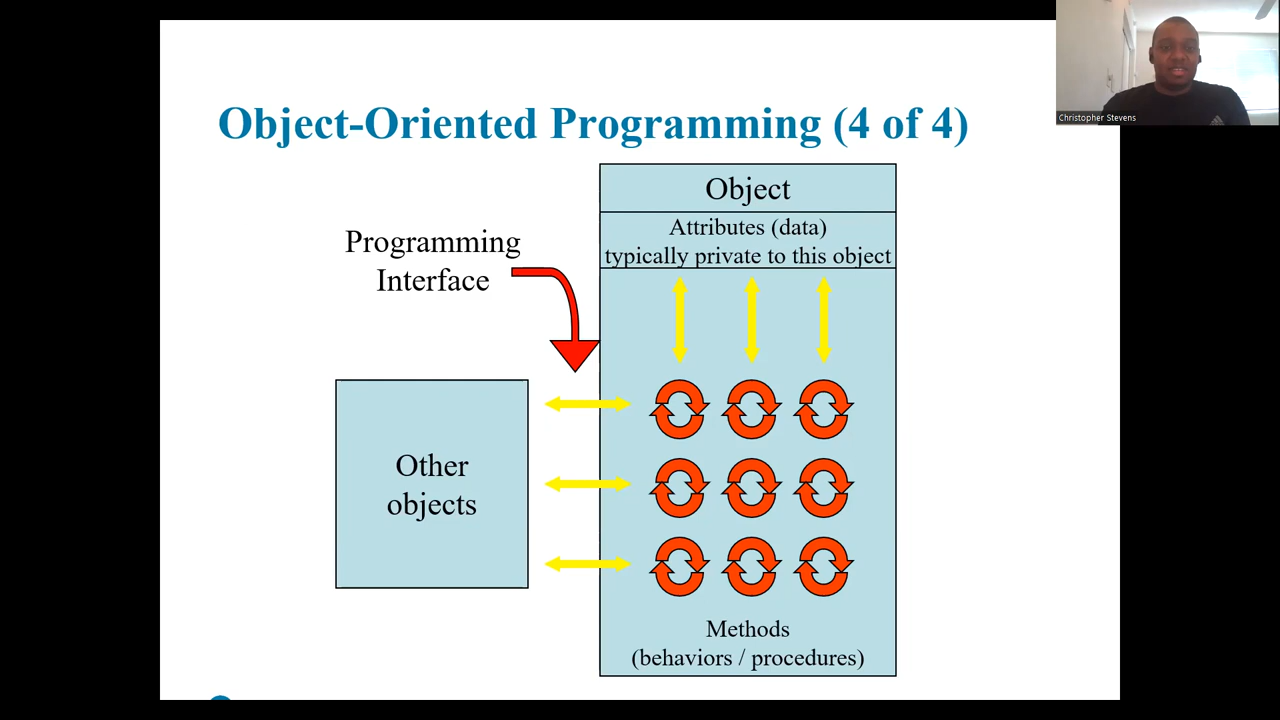 Object-Oriented Programming (4 of 4)
Christopher Stevens
Object
Attributes (data)
typically private to this object
Programming
Interface
Other
objects
Methods
(behaviors / procedures)